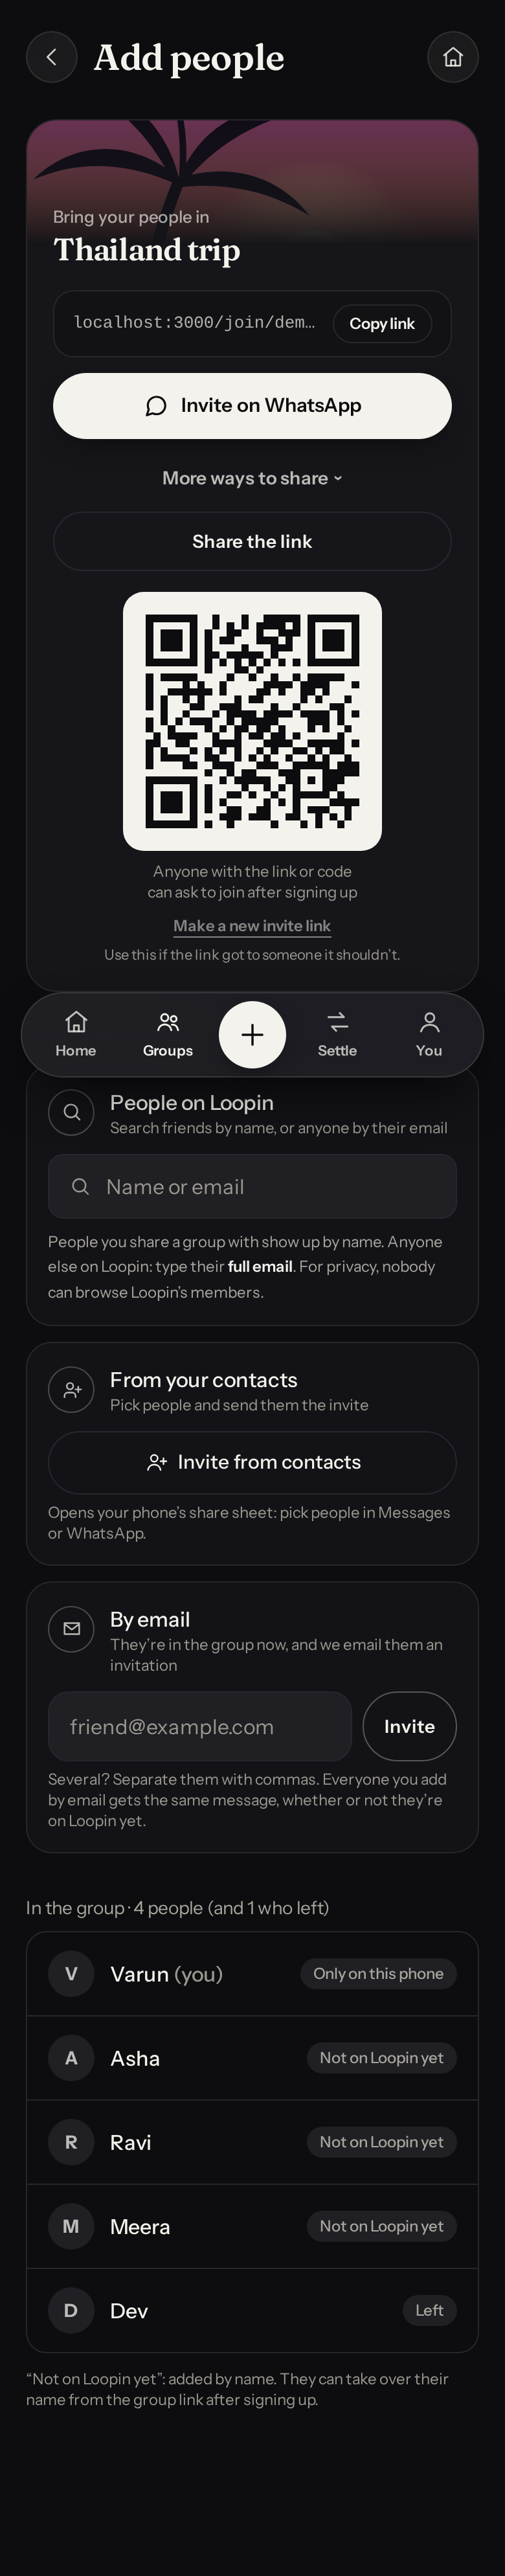 Add people
Bring your people in
Thailand trip
localhost:3000/join/dem…
Copy link
Invite on WhatsApp
More ways to share
Share the link
Anyone with the link or code
can ask to join after signing up
Make a new invite link
Use this if the link got to someone it shouldn’t.
Home
Groups
Settle
You
People on Loopin
Search friends by name, or anyone by their email
Name or email
People you share a group with show up by name. Anyone
else on Loopin: type their full email. For privacy, nobody
can browse Loopin’s members.
From your contacts
Pick people and send them the invite
Invite from contacts
Opens your phone’s share sheet: pick people in Messages
or WhatsApp.
By email
They’re in the group now, and we email them an
invitation
friend@example.com
Invite
Several? Separate them with commas. Everyone you add
by email gets the same message, whether or not they’re
on Loopin yet.
In the group · 4 people (and 1 who left)
V
Varun (you)
Only on this phone
A
Asha
Not on Loopin yet
R
Ravi
Not on Loopin yet
M
Meera
Not on Loopin yet
D
Dev
Left
“Not on Loopin yet”: added by name. They can take over their
name from the group link after signing up.